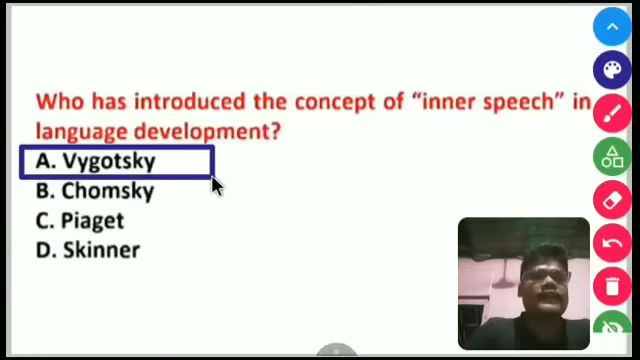 Who has introduced the concept of “inner speech” in
language development?
A. Vygotsky
B. Chomsky
C. Piaget
D. Skinner